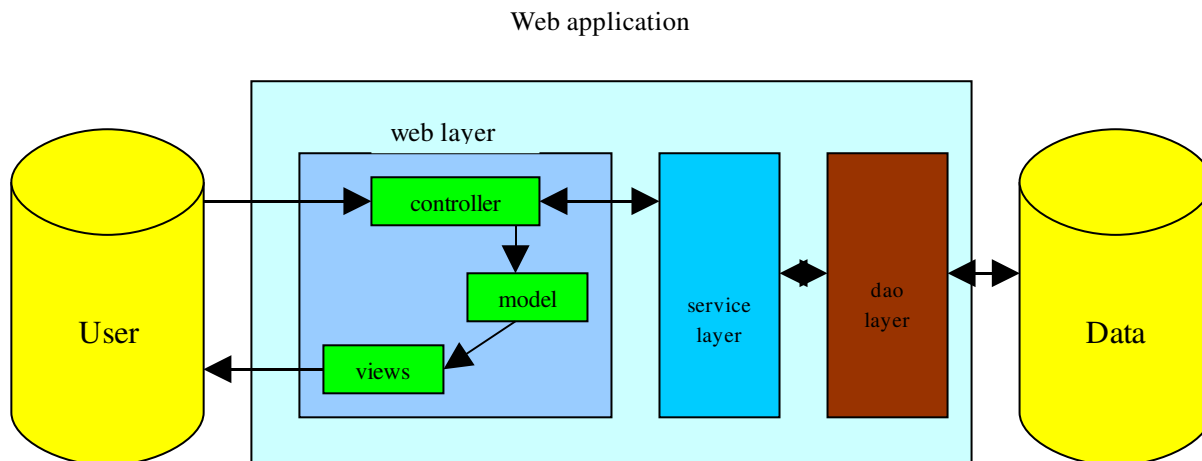 Web application
web layer
controller
model
views
User
service
layer
dao
layer
Data